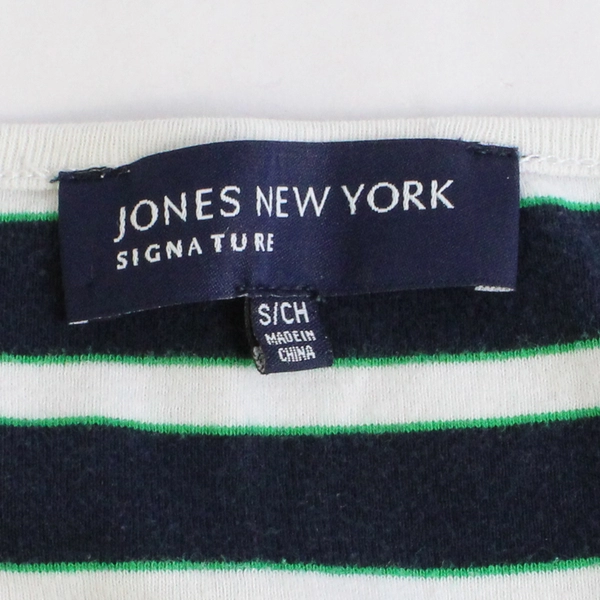 JONES NEW YORK
SIGNATURE
S/CH
MADE IN
CHINA